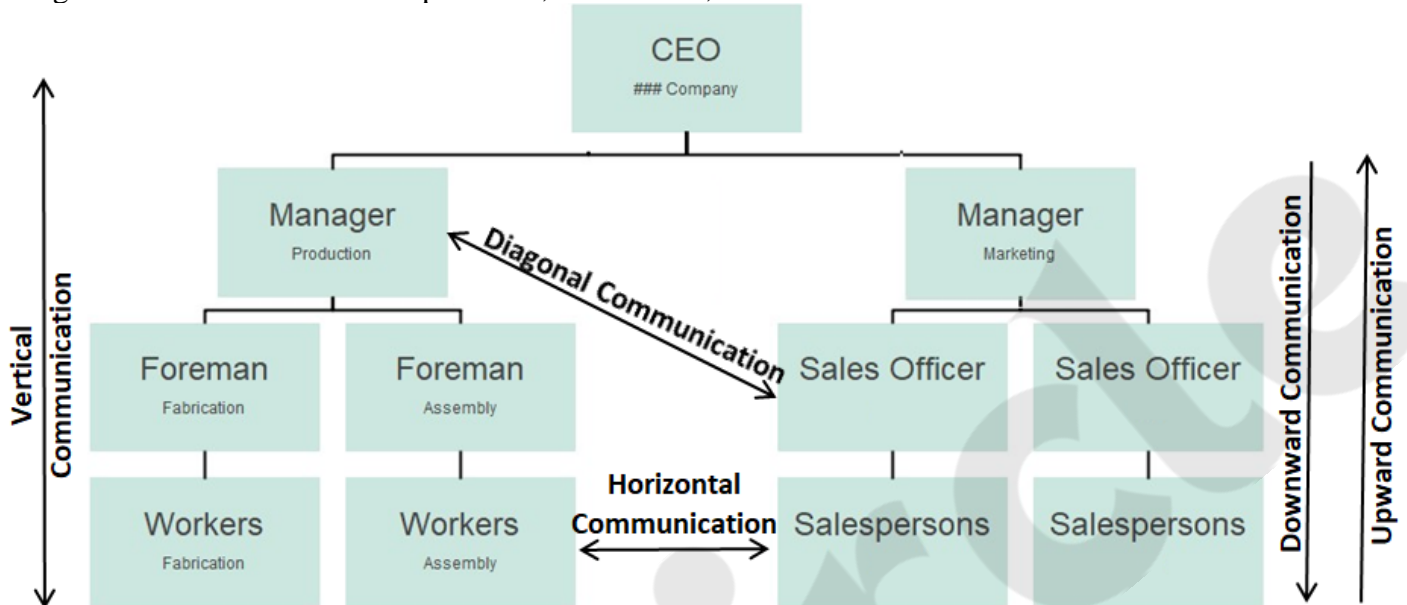 CEO
### Company
Manager
Production
Manager
Marketing
Diagonal Communication
Vertical
Communication
Downward Communication
Upward Communication
Foreman
Fabrication
Foreman
Assembly
Sales Officer
Sales Officer
Horizontal
Communication
Workers
Fabrication
Workers
Assembly
Salespersons
Salespersons